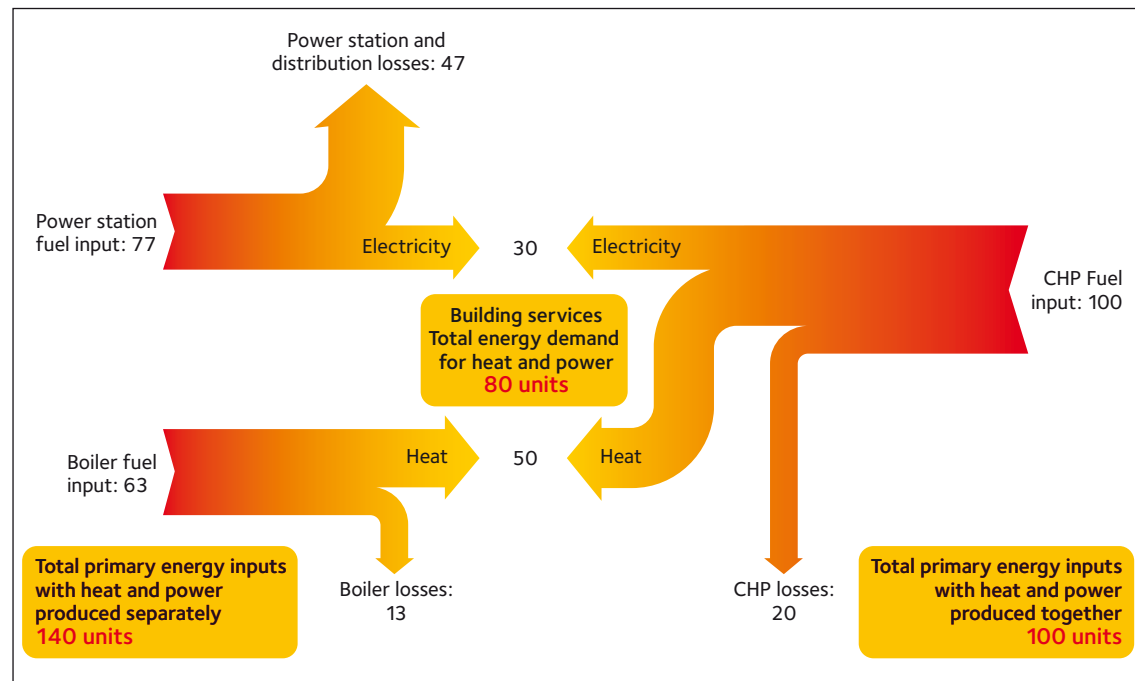 Power station and
distribution losses: 47
Power station
fuel input: 77
Electricity
30
Electricity
CHP Fuel
input: 100
Building services
Total energy demand
for heat and power
80 units
Boiler fuel
input: 63
Heat
50
Heat
Total primary energy inputs
with heat and power
produced separately
140 units
Boiler losses:
13
CHP losses:
20
Total primary energy inputs
with heat and power
produced together
100 units